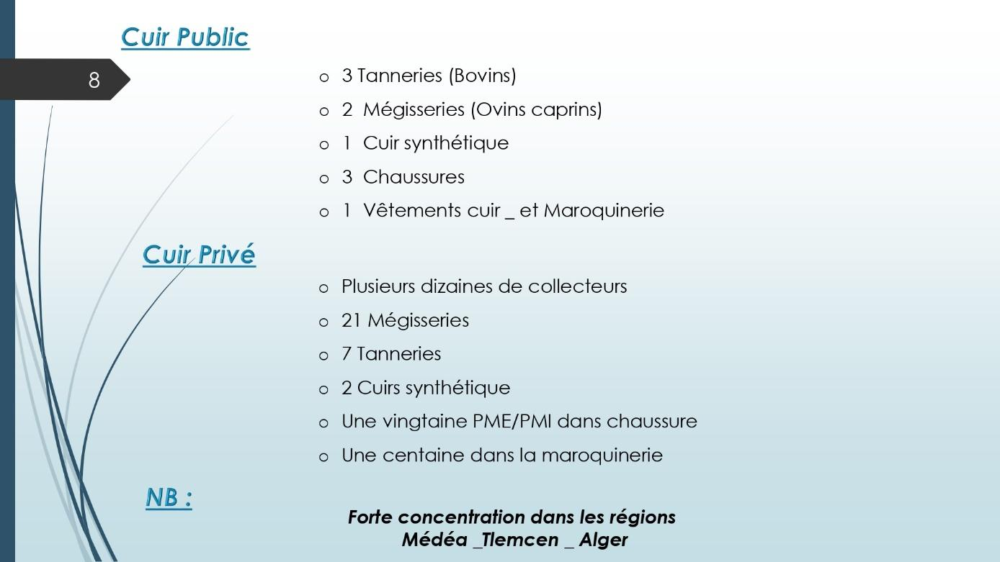 Cuir Public
8
o 3 Tanneries (Bovins)
o 2 Mégisseries (Ovins caprins)
o 1 Cuir synthétique
o 3 Chaussures
o 1 Vêtements cuir _ et Maroquinerie
Cuir Privé
o Plusieurs dizaines de collecteurs
o 21 Mégisseries
o 7 Tanneries
o 2 Cuirs synthétique
o Une vingtaine PME/PMI dans chaussure
o Une centaine dans la maroquinerie
NB :
Forte concentration dans les régions
Médéa _Tlemcen _ Alger